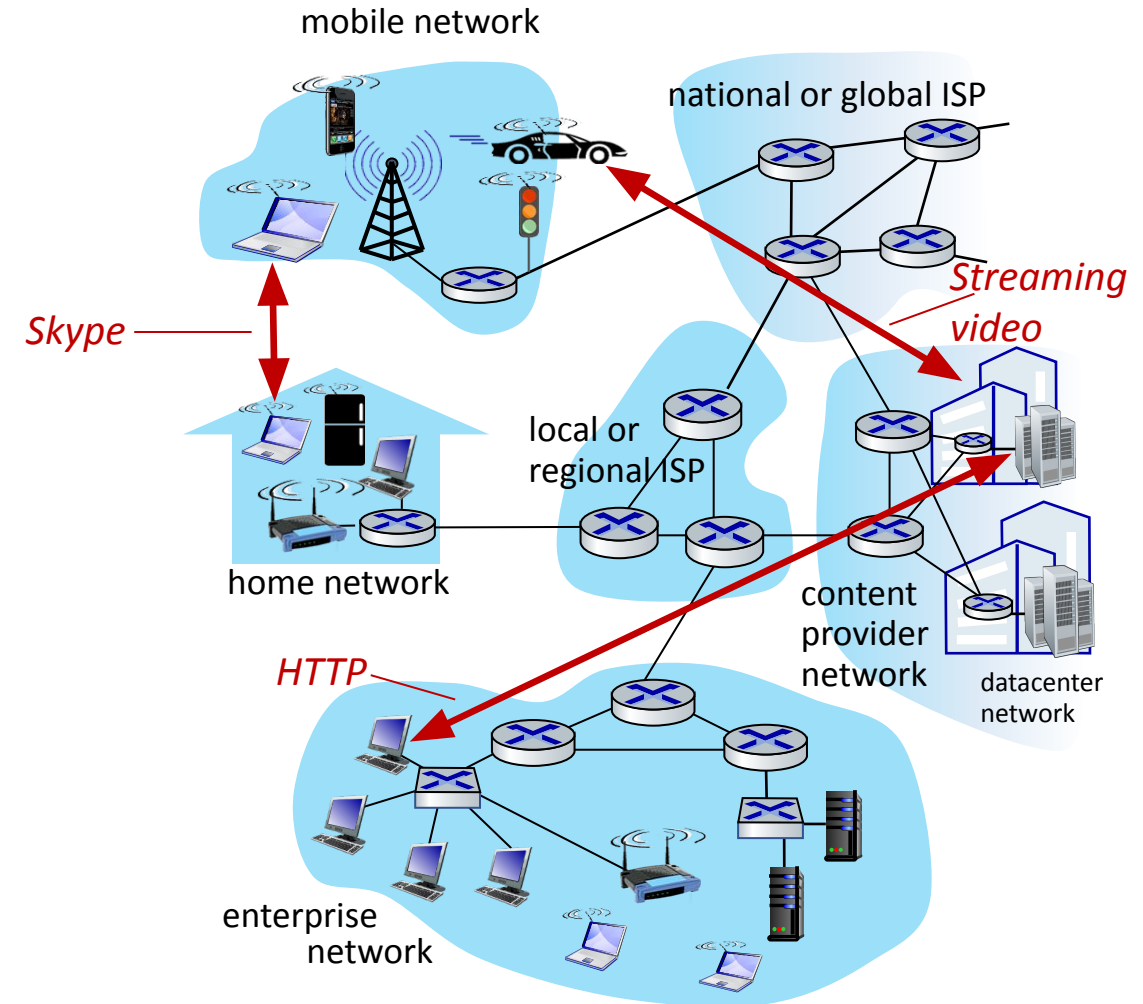 mobile network
national or global ISP
Streaming
video
Skype
local or
regional ISP
home network
content
provider
network
datacenter
network
HTTP
enterprise
network